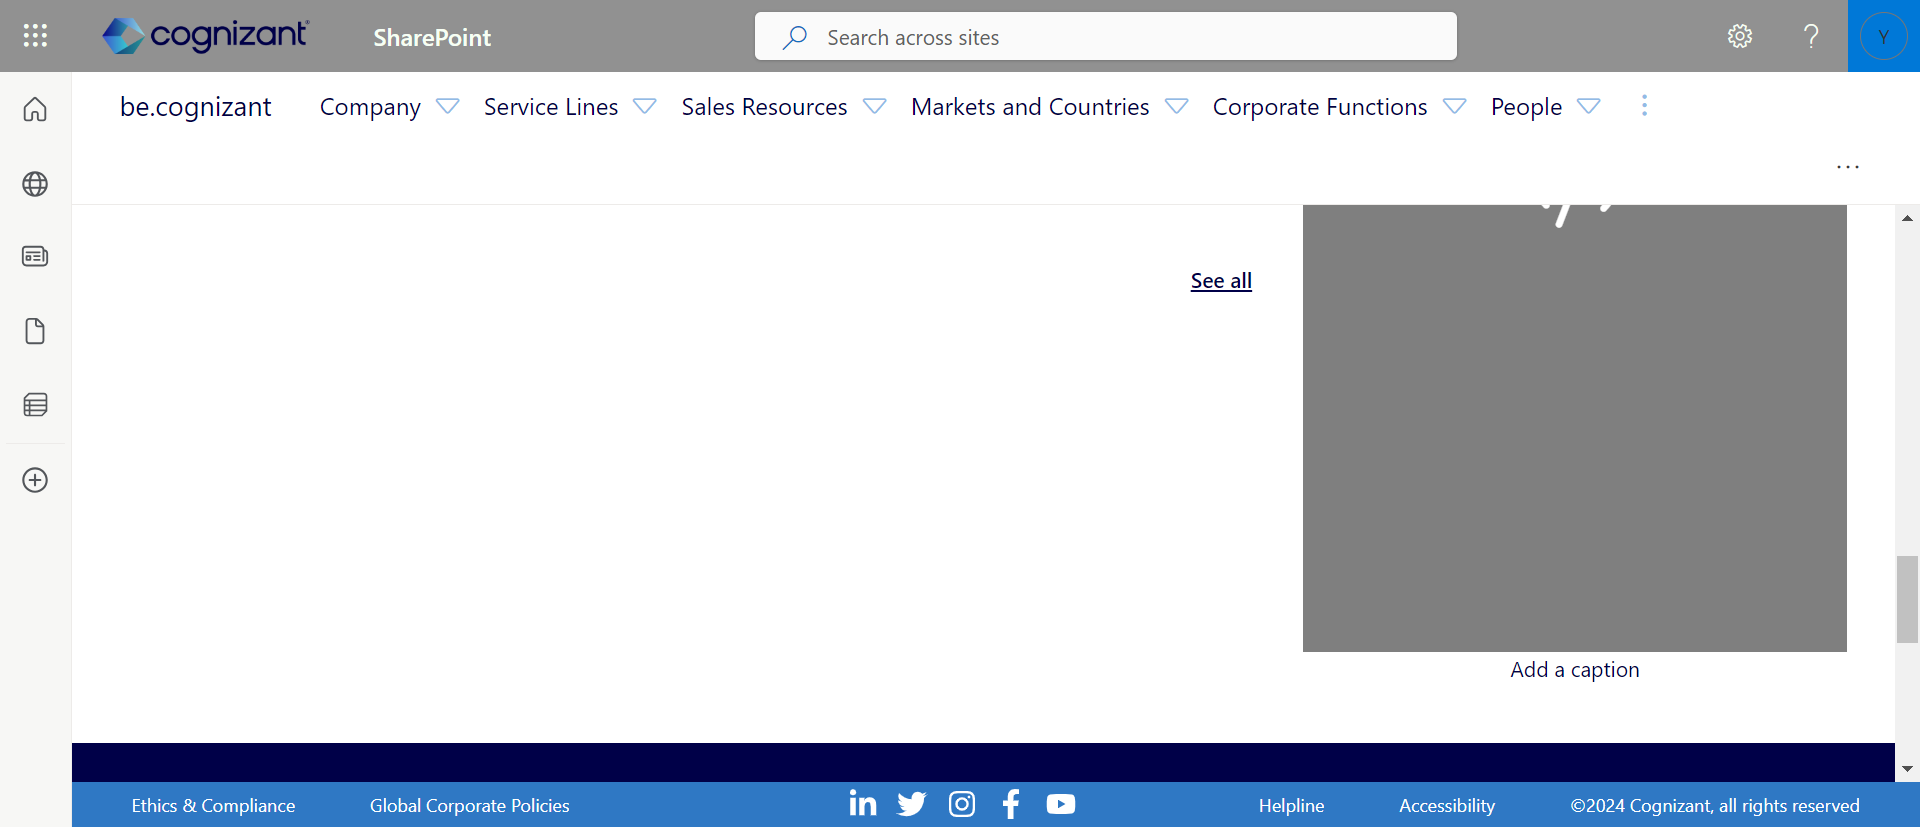 cognizant SharePoint Search across sites Y
be.cognizant Company Service Lines Sales Resources Markets and Countries Corporate Functions People
See all
Add a caption
Ethics & Compliance Global Corporate Policies Helpline Accessibility ©2024 Cognizant, all rights reserved